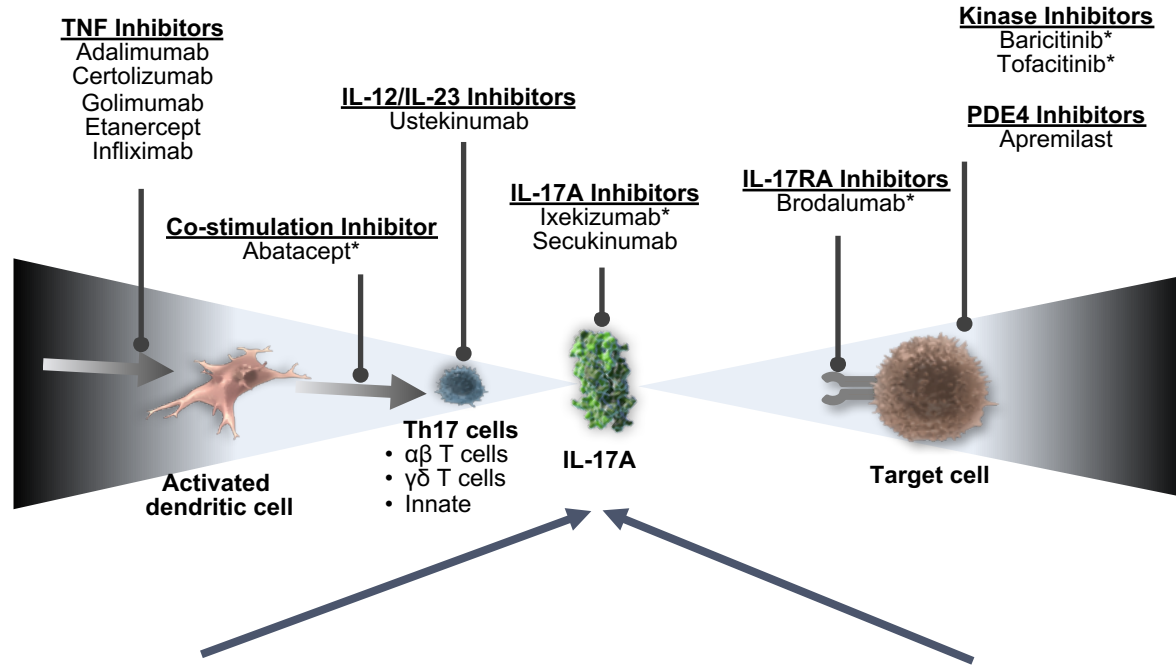 TNF Inhibitors
Adalimumab
Certolizumab
Golimumab
Etanercept
Infliximab
Co-stimulation Inhibitor
Abatacept*
IL-12/IL-23 Inhibitors
Ustekinumab
IL-17A Inhibitors
Ixekizumab*
Secukinumab
IL-17RA Inhibitors
Brodalumab*
Kinase Inhibitors
Baricitinib*
Tofacitinib*
PDE4 Inhibitors
Apremilast
Activated
dendritic cell
Th17 cells
• αβ T cells
• γδ T cells
• Innate
IL-17A
Target cell